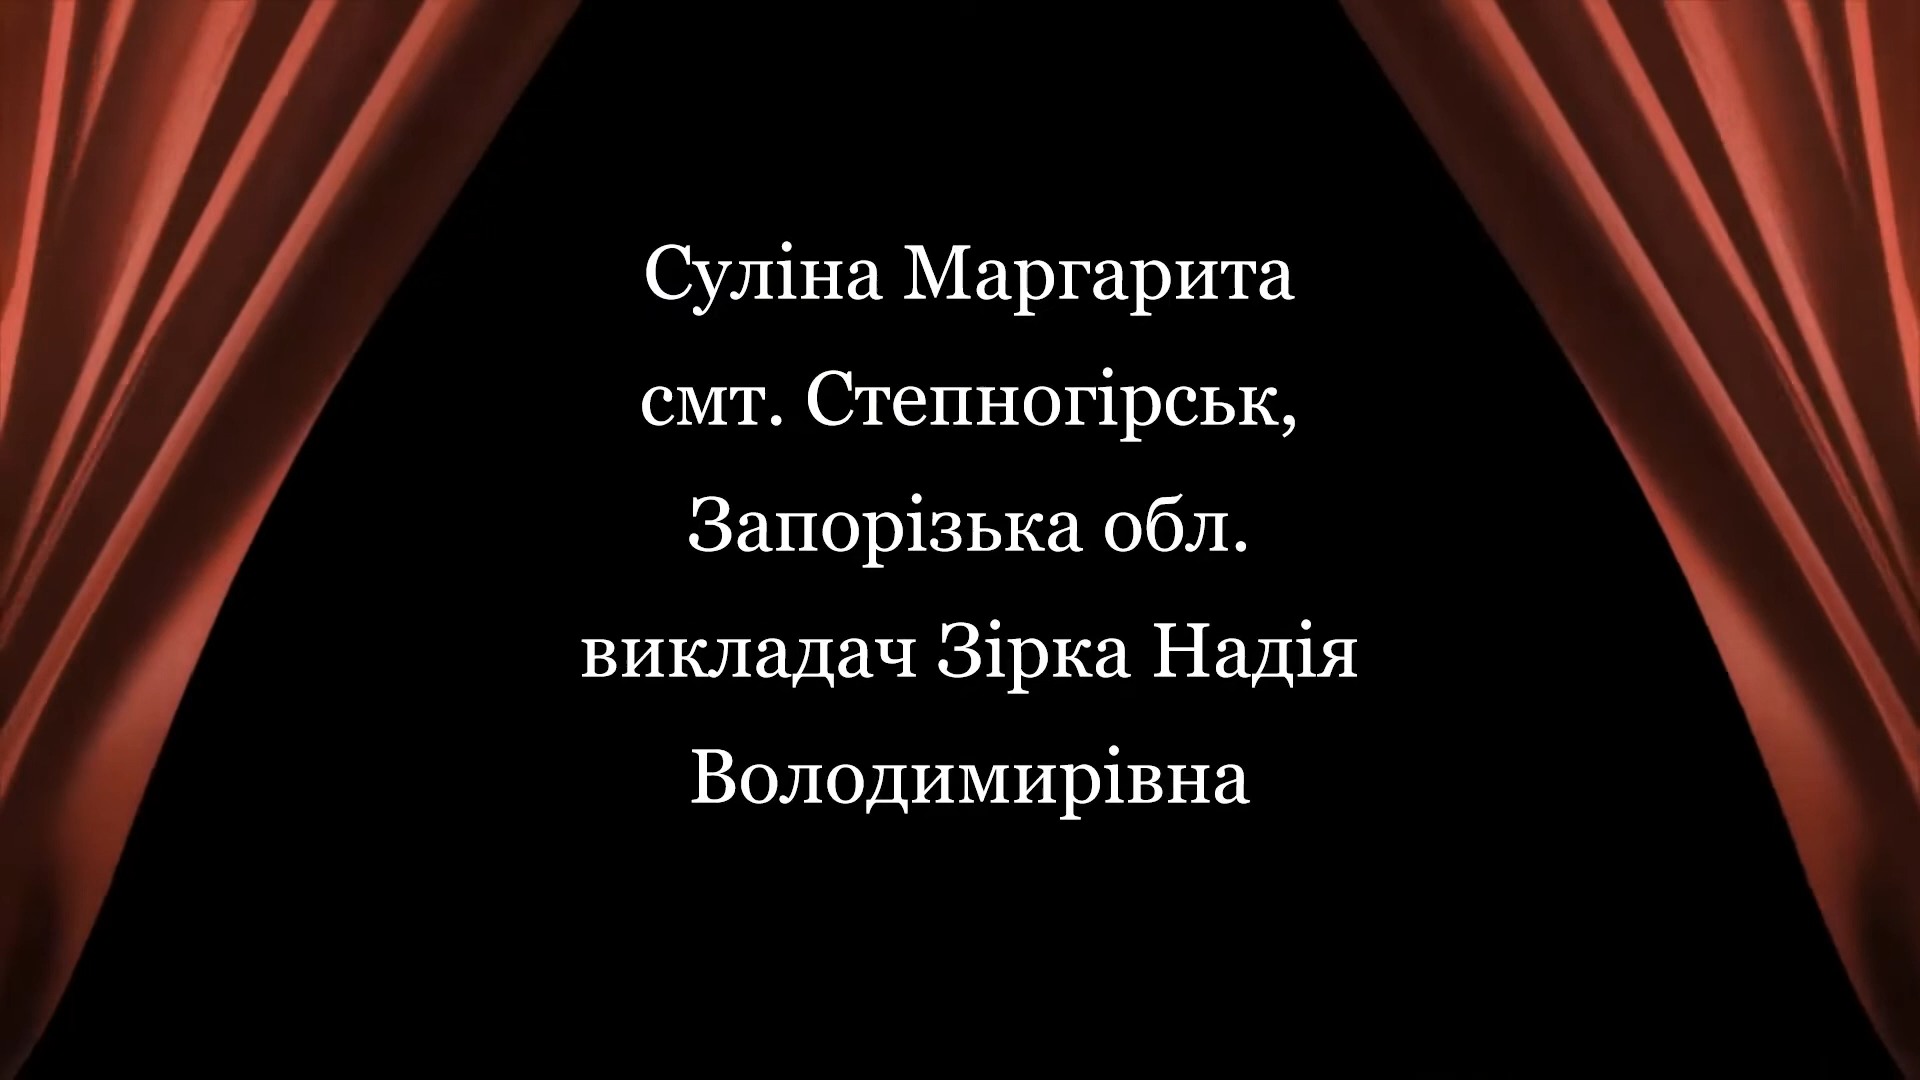 Суліна Маргарита
смт. Степногірськ,
Запорізька обл.
викладач Зірка Надія
Володимирівна